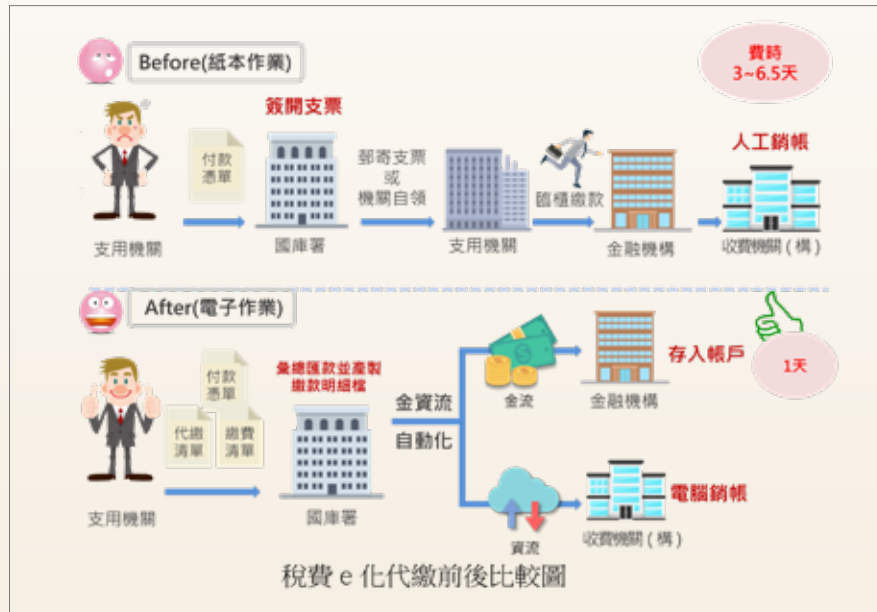 Before(紙本作業)
費時
3~6.5天
簽開支票
人工銷帳
付款
憑單
郵寄支票
或
機關自領
臨櫃繳款
支用機關
國庫署
支用機關
金融機構
收費機關(構)
After(電子作業)
付款
憑單
代繳
清單
繳費
清單
彙總匯款並產製
繳款明細檔
金資流
自動化
存入帳戶
1天
金流
金融機構
電腦銷帳
支用機關
國庫署
資流
收費機關(構)
稅費 e 化代繳前後比較圖